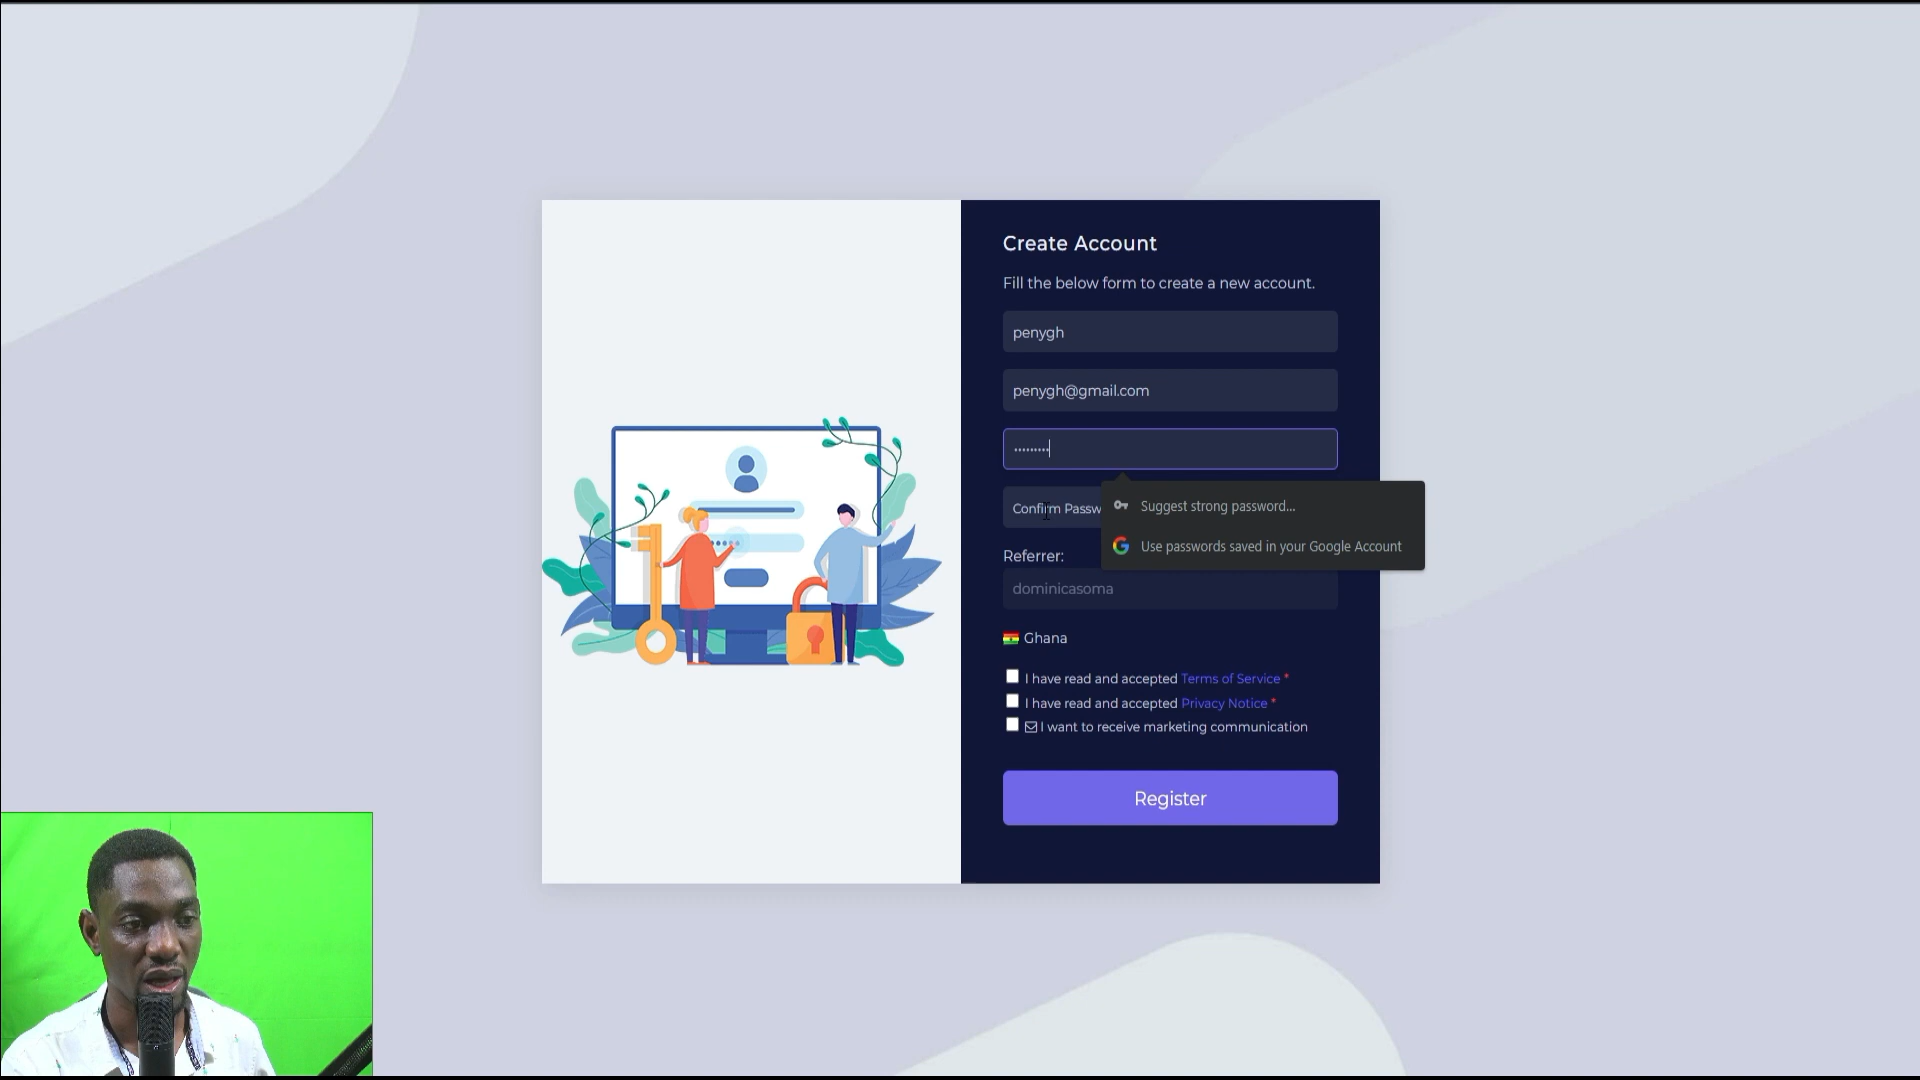 Create Account
Fill the below form to create a new account.
penygh
penygh@gmail.com
•••••••••
Confirm Passw
Suggest strong password...
Use passwords saved in your Google Account
Referrer:
dominicasoma
Ghana
I have read and accepted Terms of Service *
I have read and accepted Privacy Notice *
I want to receive marketing communication
Register